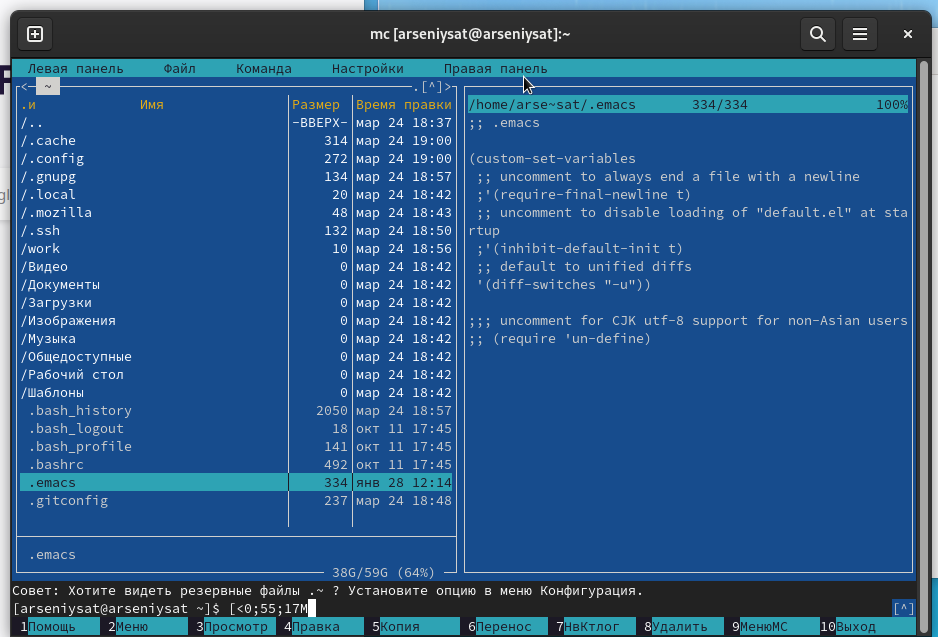 mc [arseniysat@arseniysat]:~
Левая панель Файл Команда Настройки Правая панель
<- ~ .[^]>
.и Имя Размер Время правки
/.. -ВВЕРХ- мар 24 18:37
/.cache 314 мар 24 19:00
/.config 272 мар 24 19:00
/.gnupg 134 мар 24 18:57
/.local 20 мар 24 18:42
/.mozilla 48 мар 24 18:43
/.ssh 132 мар 24 18:50
/work 10 мар 24 18:56
/Видео 0 мар 24 18:42
/Документы 0 мар 24 18:42
/Загрузки 0 мар 24 18:42
/Изображения 0 мар 24 18:42
/Музыка 0 мар 24 18:42
/Общедоступные 0 мар 24 18:42
/Рабочий стол 0 мар 24 18:42
/Шаблоны 0 мар 24 18:42
.bash_history 2050 мар 24 18:57
.bash_logout 18 окт 11 17:45
.bash_profile 141 окт 11 17:45
.bashrc 492 окт 11 17:45
.emacs 334 янв 28 12:14
.gitconfig 237 мар 24 18:48
.emacs
38G/59G (64%)
/home/arse~sat/.emacs 334/334 100%
;; .emacs
(custom-set-variables
;; uncomment to always end a file with a newline
;'(require-final-newline t)
;; uncomment to disable loading of "default.el" at sta
rtup
;'(inhibit-default-init t)
;; default to unified diffs
'(diff-switches "-u"))
;;; uncomment for CJK utf-8 support for non-Asian users
;; (require 'un-define)
Совет: Хотите видеть резервные файлы .~ ? Установите опцию в меню Конфигурация.
[arseniysat@arseniysat ~]$ [<0;55;17M [^]
1Помощь 2Меню 3Просмотр 4Правка 5Копия 6Перенос 7НвКтлог 8Удалить 9МенюMC 10Выход